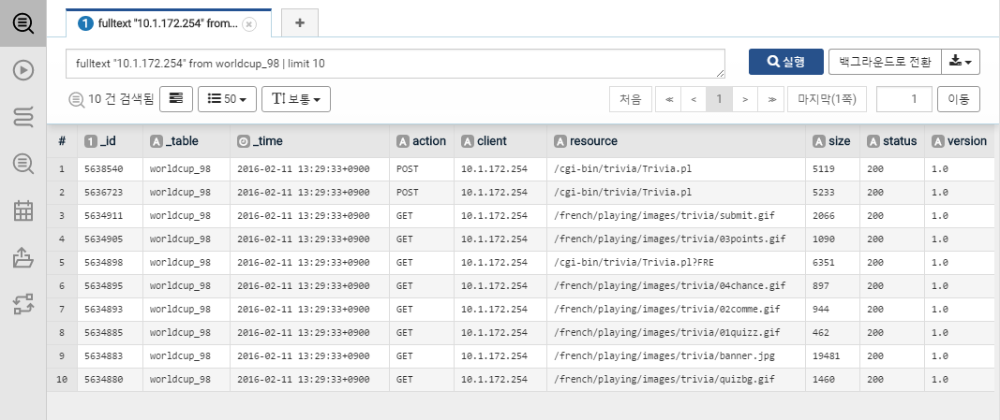 1 fulltext "10.1.172.254" from...
fulltext "10.1.172.254" from worldcup_98 | limit 10
실행 백그라운드로 전환
10 건 검색됨 50 보통 처음 1 마지막(1쪽) 1 이동
# _id _table _time action client resource size status version
1 5638540 worldcup_98 2016-02-11 13:29:33+0900 POST 10.1.172.254 /cgi-bin/trivia/Trivia.pl 5119 200 1.0
2 5636723 worldcup_98 2016-02-11 13:29:33+0900 POST 10.1.172.254 /cgi-bin/trivia/Trivia.pl 5233 200 1.0
3 5634911 worldcup_98 2016-02-11 13:29:33+0900 GET 10.1.172.254 /french/playing/images/trivia/submit.gif 2066 200 1.0
4 5634905 worldcup_98 2016-02-11 13:29:33+0900 GET 10.1.172.254 /french/playing/images/trivia/03points.gif 1090 200 1.0
5 5634898 worldcup_98 2016-02-11 13:29:33+0900 GET 10.1.172.254 /cgi-bin/trivia/Trivia.pl?FRE 6351 200 1.0
6 5634895 worldcup_98 2016-02-11 13:29:33+0900 GET 10.1.172.254 /french/playing/images/trivia/04chance.gif 897 200 1.0
7 5634893 worldcup_98 2016-02-11 13:29:33+0900 GET 10.1.172.254 /french/playing/images/trivia/02comme.gif 944 200 1.0
8 5634885 worldcup_98 2016-02-11 13:29:33+0900 GET 10.1.172.254 /french/playing/images/trivia/01quizz.gif 462 200 1.0
9 5634883 worldcup_98 2016-02-11 13:29:33+0900 GET 10.1.172.254 /french/playing/images/trivia/banner.jpg 19481 200 1.0
10 5634880 worldcup_98 2016-02-11 13:29:33+0900 GET 10.1.172.254 /french/playing/images/trivia/quizbg.gif 1460 200 1.0